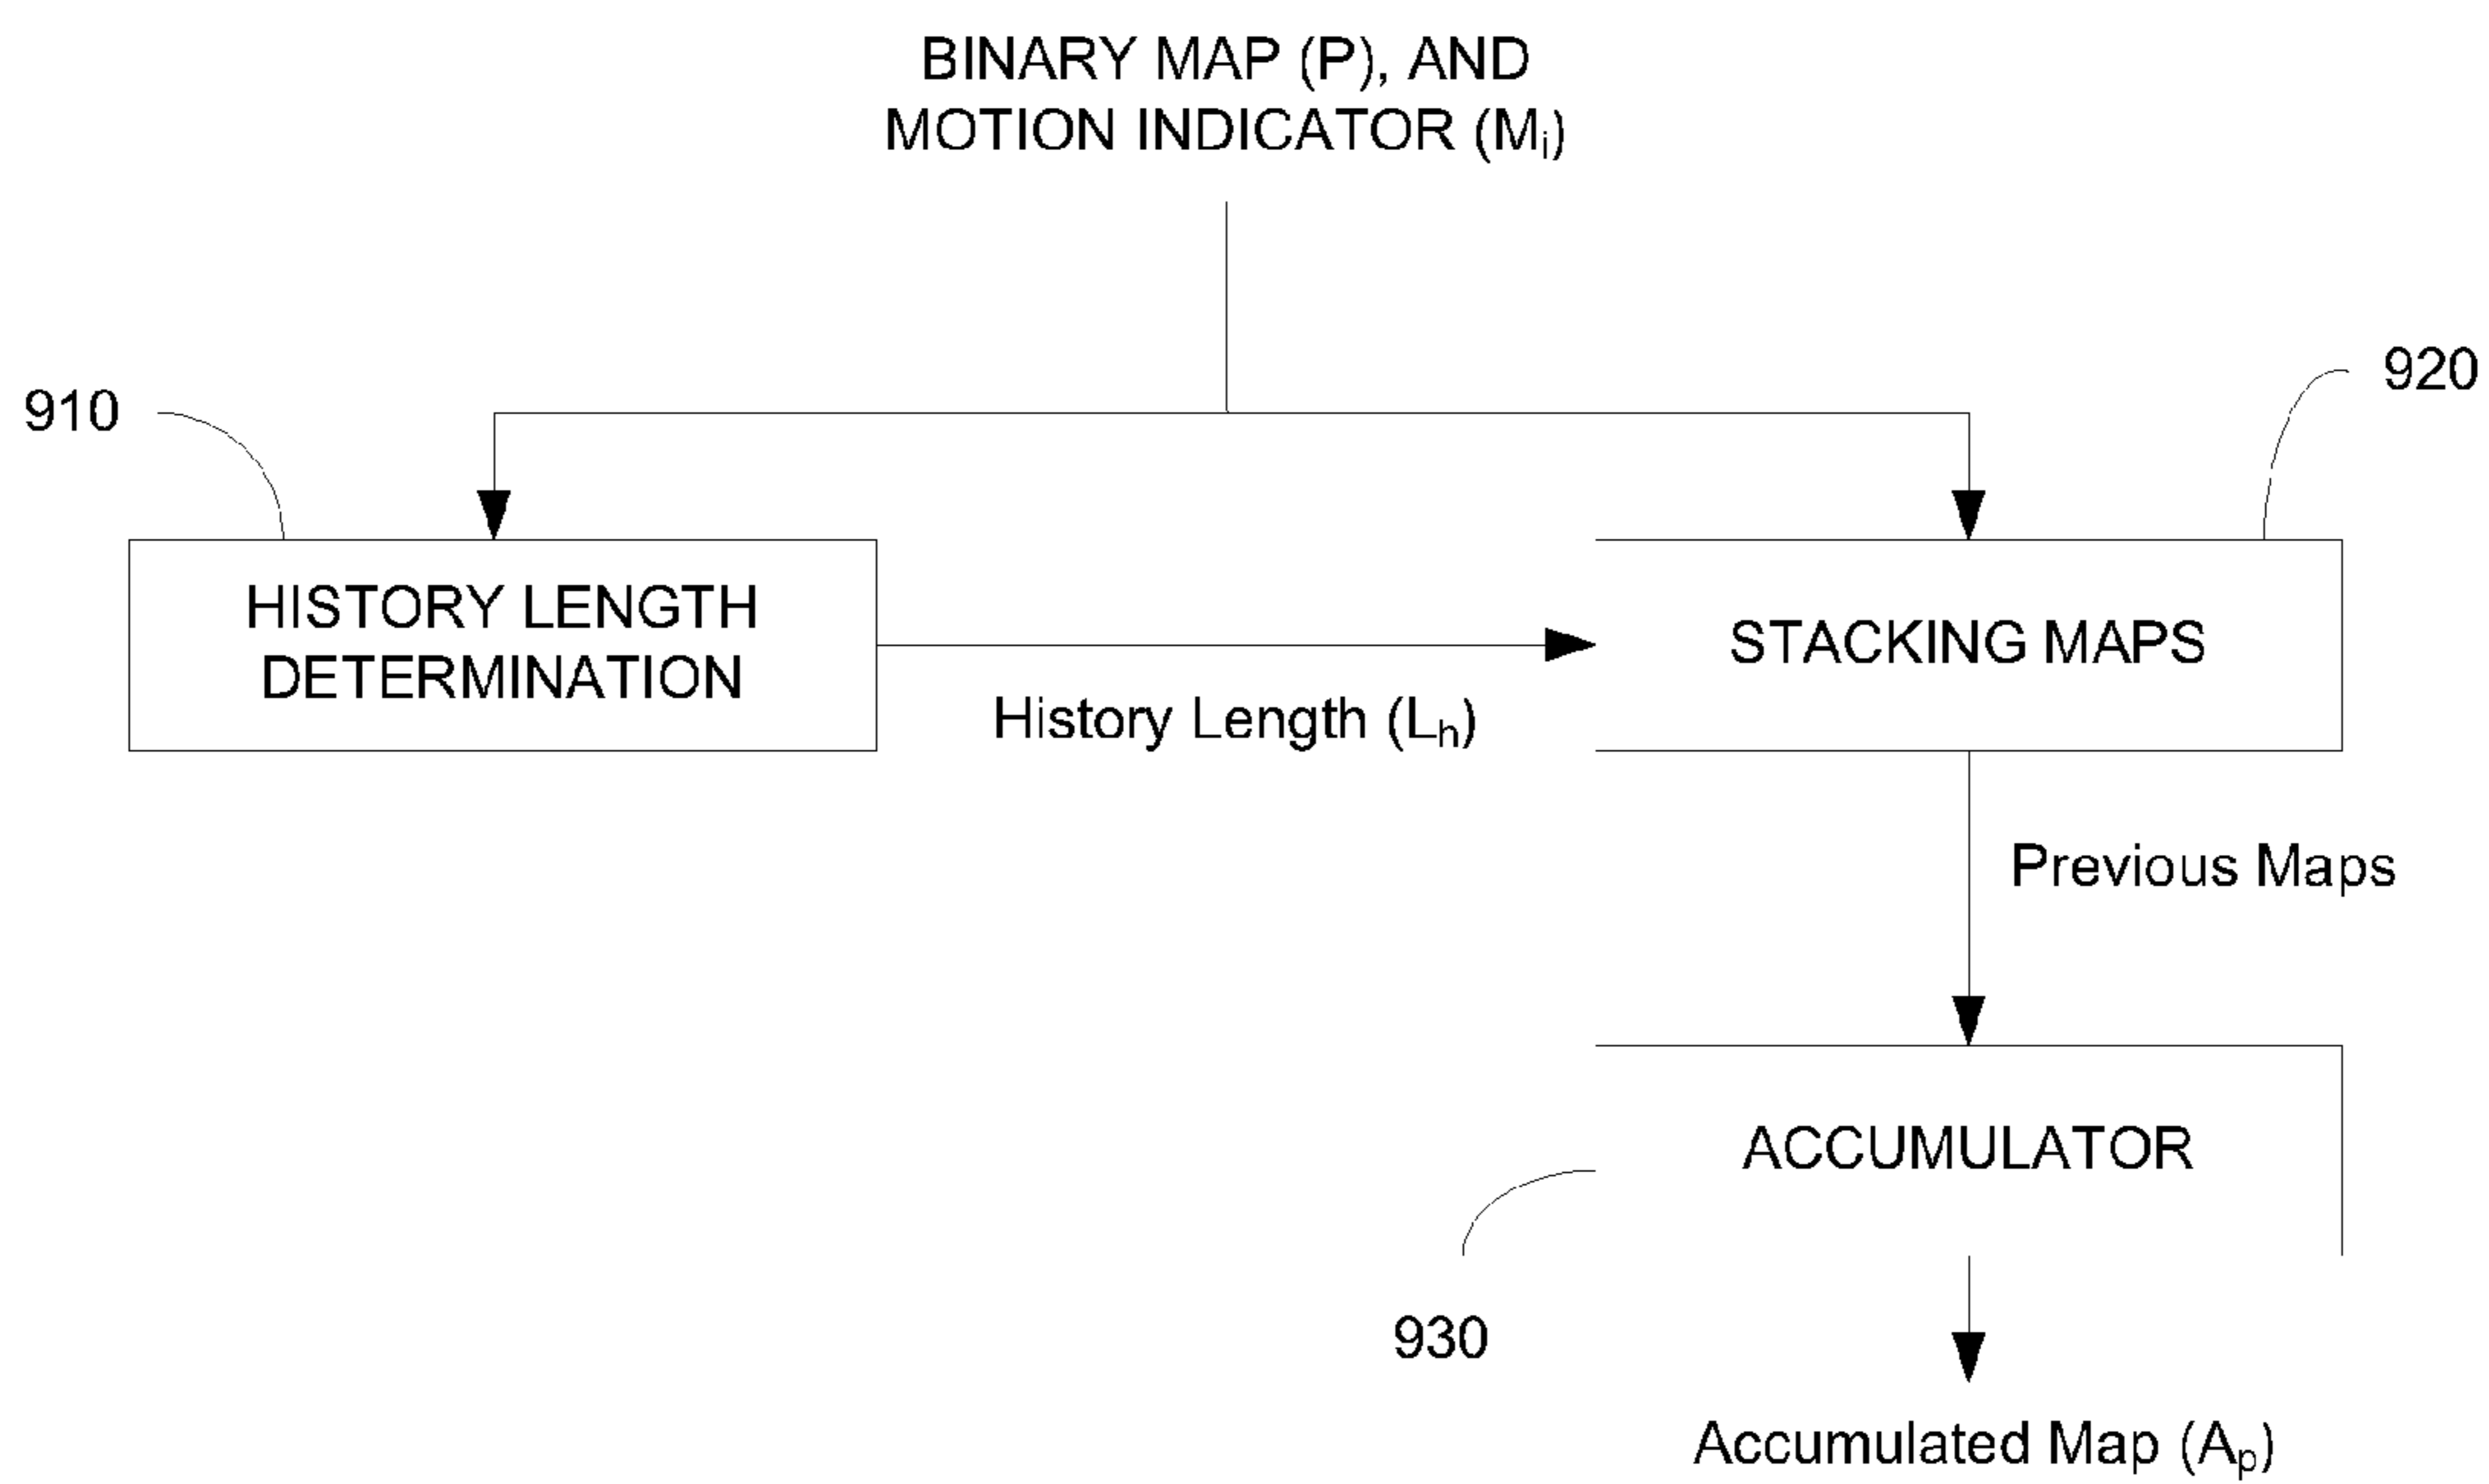 BINARY MAP (P), AND
MOTION INDICATOR (Mi)
920
910
HISTORY LENGTH
DETERMINATION
STACKING MAPS
History Length (Lh)
Previous Maps
ACCUMULATOR
930
Accumulated Map (Ap)